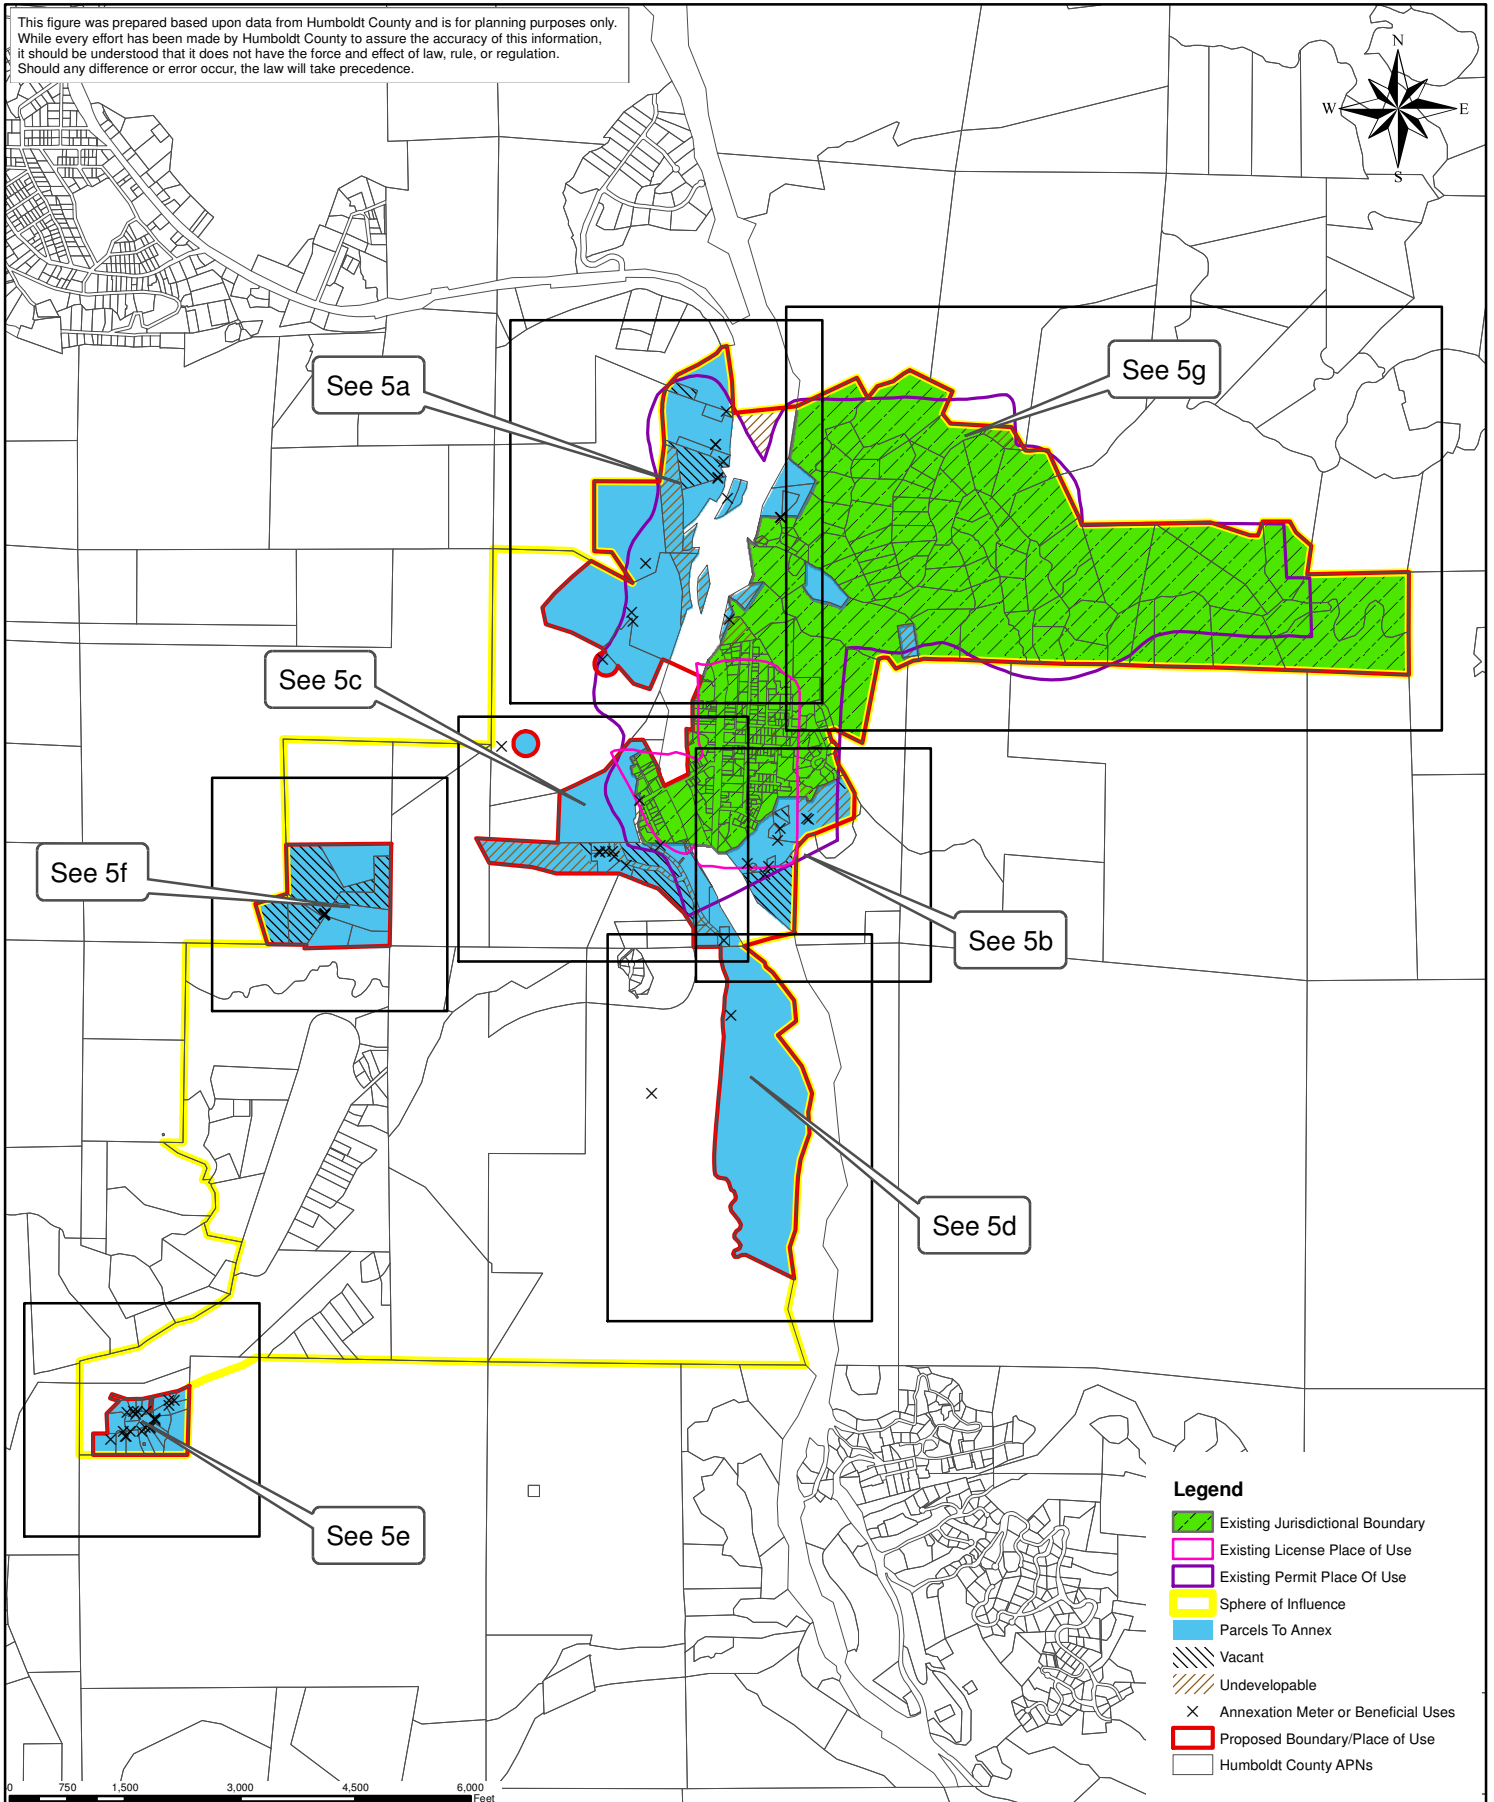 This figure was prepared based upon data from Humboldt County and is for planning purposes only.
While every effort has been made by Humboldt County to assure the accuracy of this information,
it should be understood that it does not have the force and effect of law, rule, or regulation.
Should any difference or error occur, the law will take precedence.
N
W E
S
See 5a
See 5g
See 5c
See 5f
See 5b
See 5d
See 5e
Legend
Existing Jurisdictional Boundary
Existing License Place of Use
Existing Permit Place Of Use
Sphere of Influence
Parcels To Annex
Vacant
Undevelopable
Annexation Meter or Beneficial Uses
Proposed Boundary/Place of Use
Humboldt County APNs
0 750 1,500 3,000 4,500 6,000
Feet